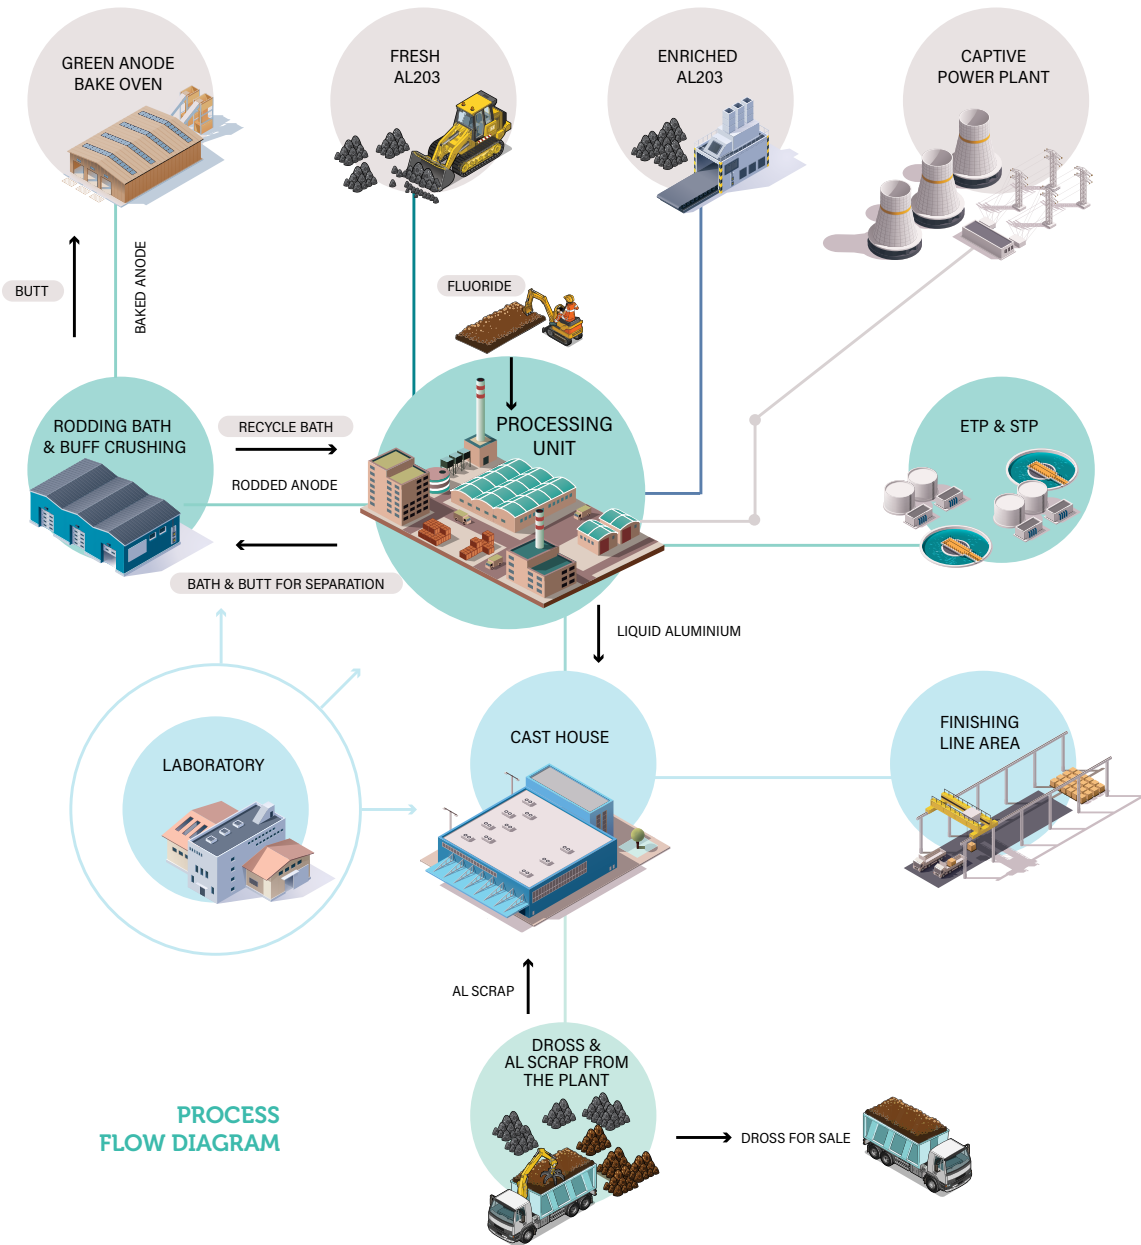 GREEN ANODE
BAKE OVEN
FRESH
AL203
ENRICHED
AL203
CAPTIVE
POWER PLANT
BUTT
BAKED ANODE
FLUORIDE
RODDING BATH
& BUFF CRUSHING
RECYCLE BATH
RODDED ANODE
BATH & BUTT FOR SEPARATION
PROCESSING
UNIT
ETP & STP
LIQUID ALUMINIUM
LABORATORY
CAST HOUSE
FINISHING
LINE AREA
AL SCRAP
DROSS &
AL SCRAP FROM
THE PLANT
DROSS FOR SALE
PROCESS
FLOW DIAGRAM